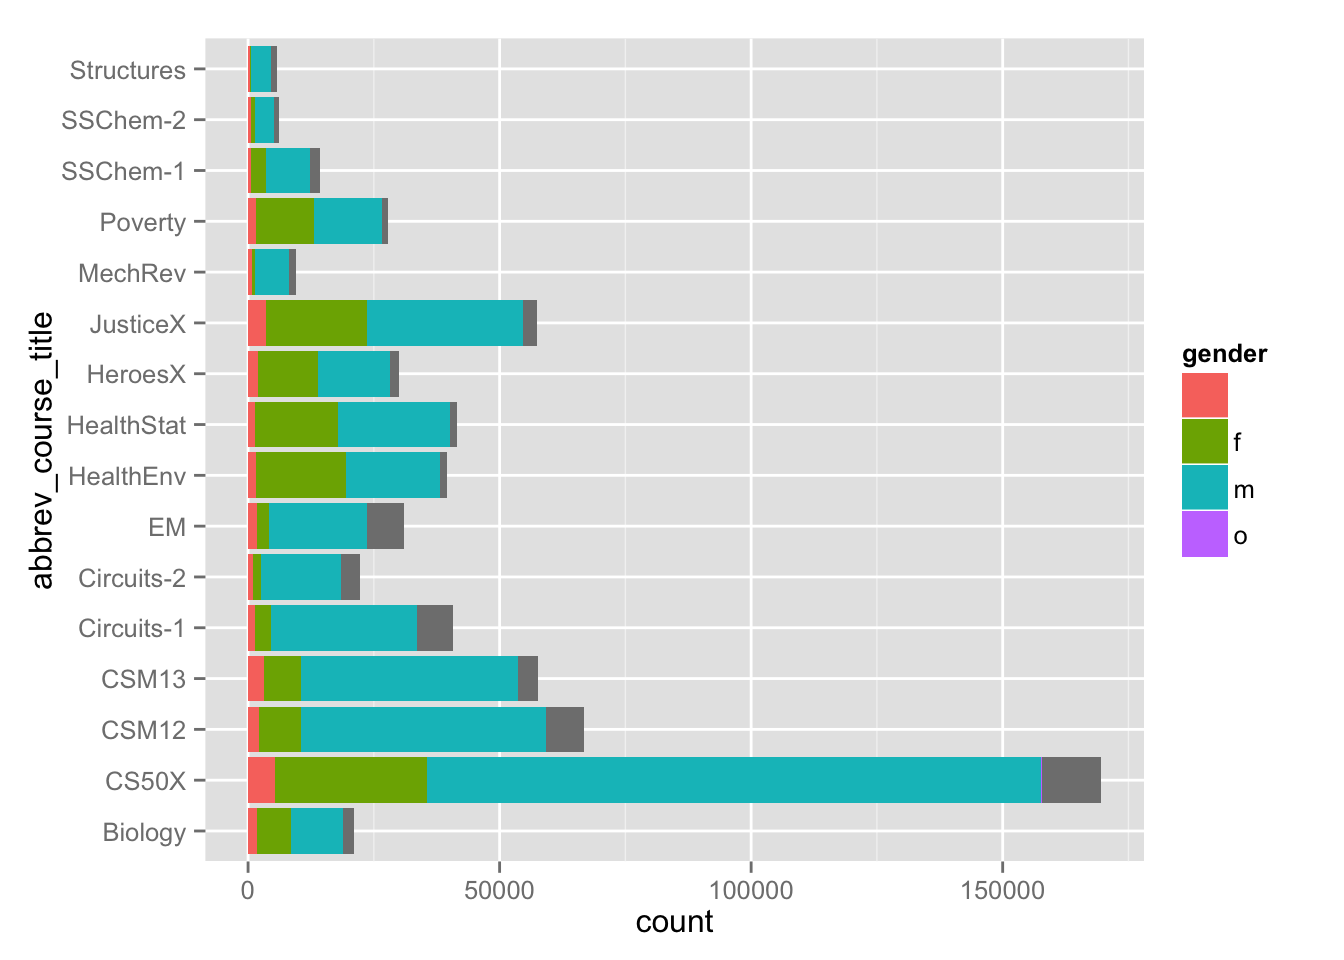 Structures
SSChem-2
SSChem-1
Poverty
MechRev
JusticeX
HeroesX
HealthStat
HealthEnv
EM
Circuits-2
Circuits-1
CSM13
CSM12
CS50X
Biology
abbrev_course_title
0 50000 100000 150000
count
gender
f
m
o